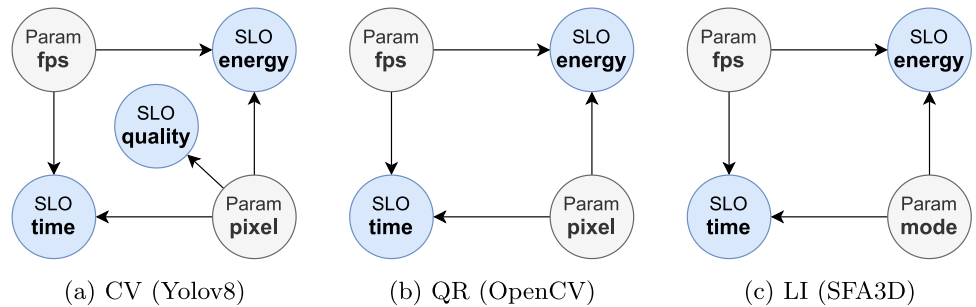 Param
fps
SLO
energy
SLO
quality
SLO
time
Param
pixel
(a) CV (Yolov8)
Param
fps
SLO
energy
SLO
time
Param
pixel
(b) QR (OpenCV)
Param
fps
SLO
energy
SLO
time
Param
mode
(c) LI (SFA3D)